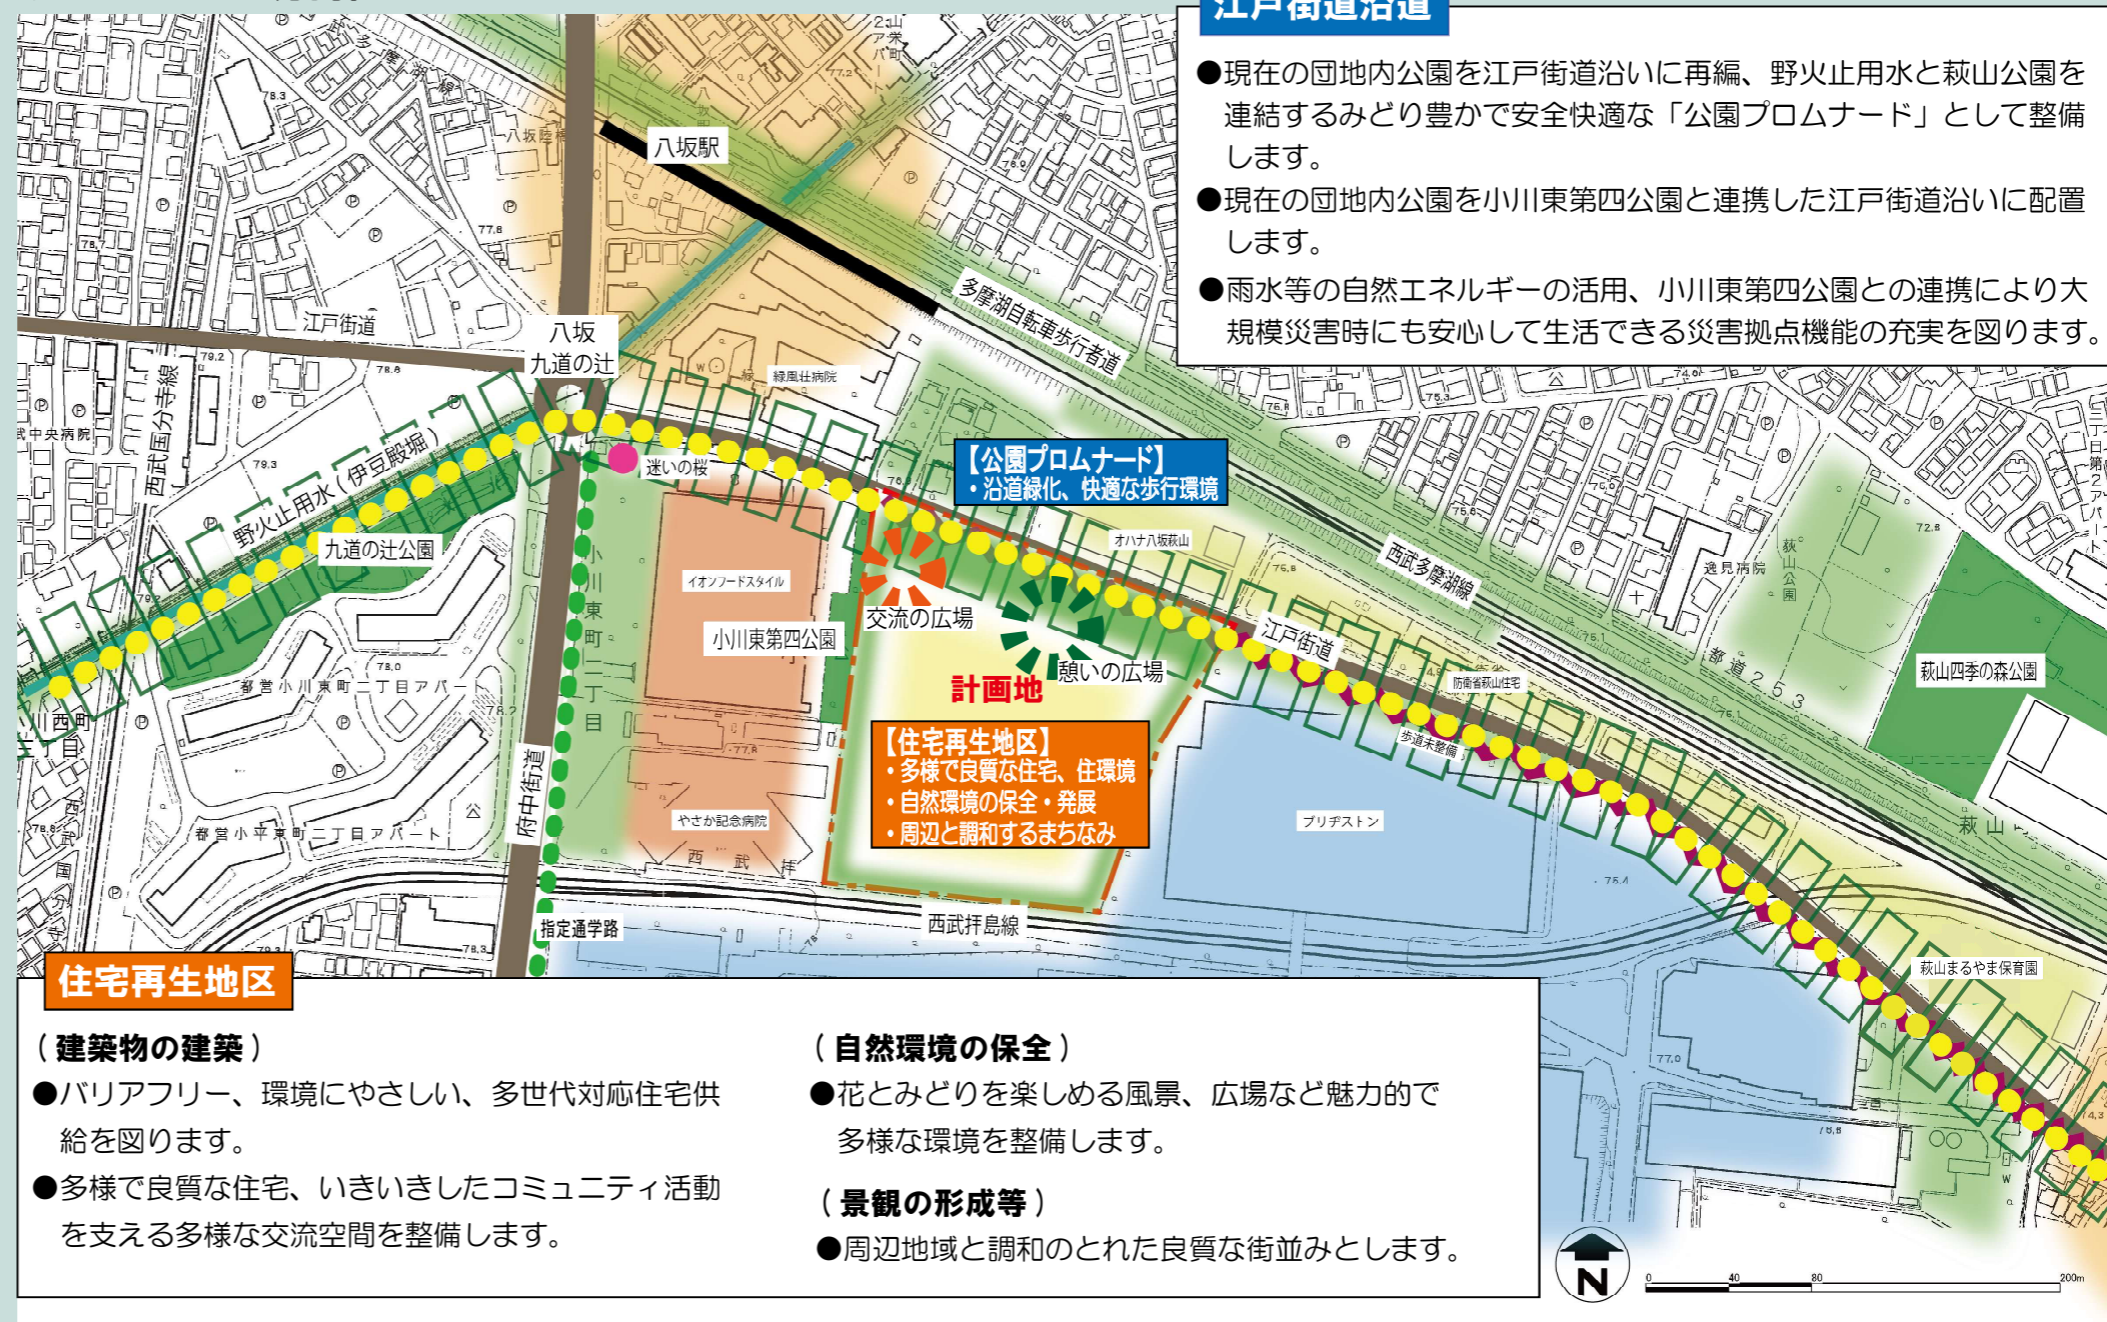 江戸街道沿道
●現在の団地内公園を江戸街道沿いに再編、野火止用水と萩山公園を
連結するみどり豊かで安全快適な「公園プロムナード」として整備
します。
●現在の団地内公園を小川東第四公園と連携した江戸街道沿いに配置
します。
●雨水等の自然エネルギーの活用、小川東第四公園との連携により大
規模災害時にも安心して生活できる災害拠点機能の充実を図ります。
八坂駅
多摩湖自転車歩行者道
江戸街道
八坂
九道の辻
緑風荘病院
西武国分寺線
武中央病院
野火止用水(伊豆殿堀)
九道の辻公園
迷いの桜
【公園プロムナード】
・沿道緑化、快適な歩行環境
オハナ八坂萩山
西武多摩湖線
逸見病院
萩山公園
萩山四季の森公園
都道253
イオンフードスタイル
小川東町二丁目
小川東第四公園
交流の広場
憩いの広場
計画地
江戸街道
防衛省萩山住宅
歩道未整備
【住宅再生地区】
・多様で良質な住宅、住環境
・自然環境の保全・発展
・周辺と調和するまちなみ
ブリヂストン
都営小川東町二丁目アパート
都営小平東町二丁目アパート
府中街道
やさか記念病院
西武拝島線
指定通学路
萩山まるやま保育園
住宅再生地区
(建築物の建築)
●バリアフリー、環境にやさしい、多世代対応住宅供
給を図ります。
●多様で良質な住宅、いきいきしたコミュニティ活動
を支える多様な交流空間を整備します。
(自然環境の保全)
●花とみどりを楽しめる風景、広場など魅力的で
多様な環境を整備します。
(景観の形成等)
●周辺地域と調和のとれた良質な街並みとします。
N
0 40 80 200m